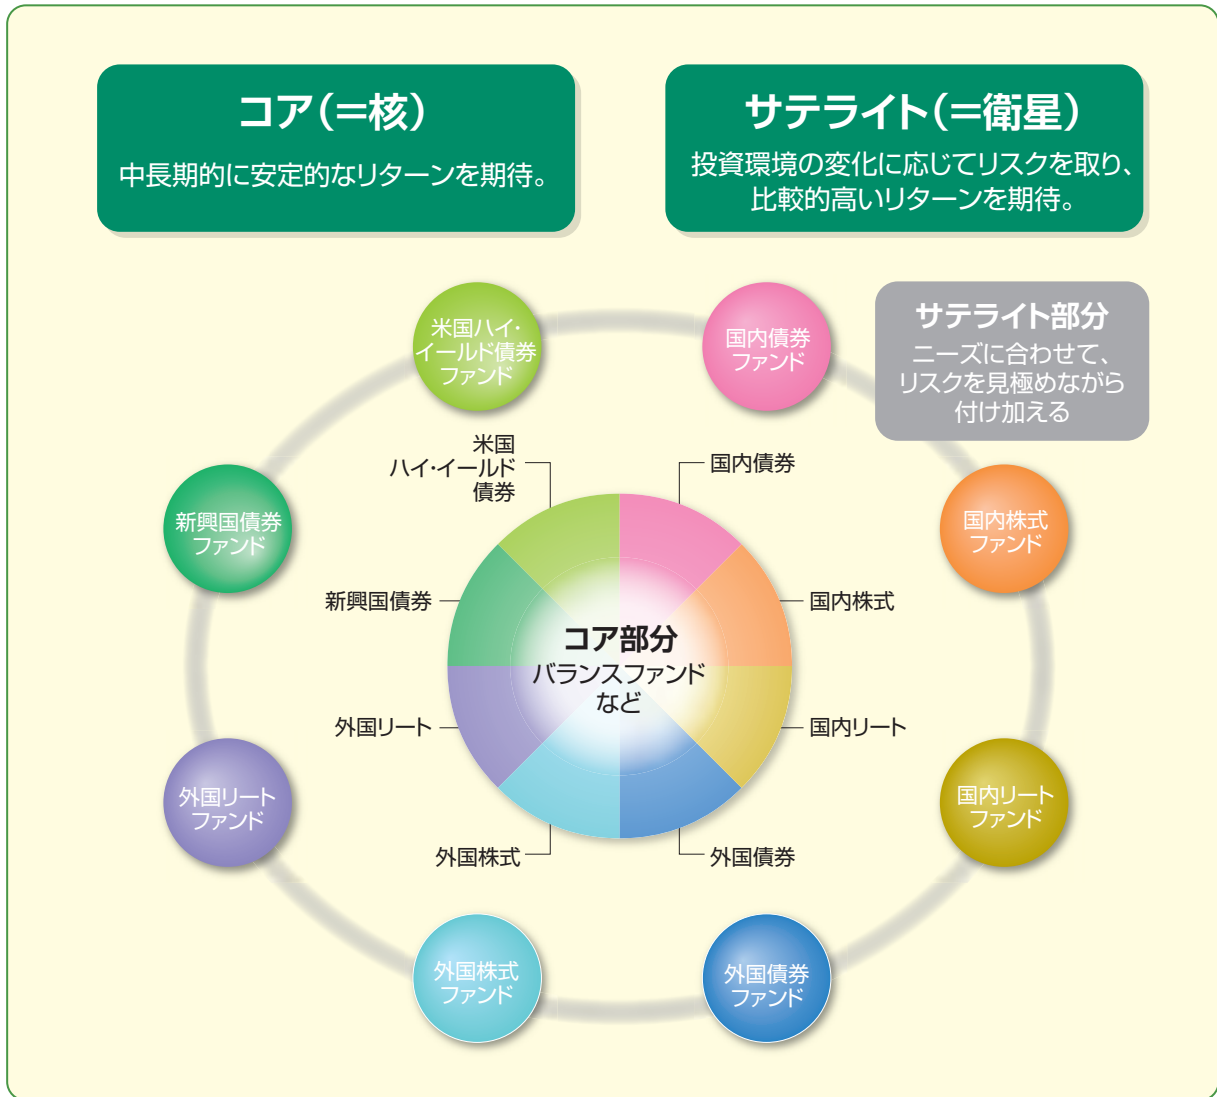 コア(=核)
中長期的に安定的なリターンを期待。
サテライト(=衛星)
投資環境の変化に応じてリスクを取り、
比較的高いリターンを期待。
サテライト部分
ニーズに合わせて、
リスクを見極めながら
付け加える
米国ハイ・
イールド債券
ファンド
国内債券
ファンド
新興国債券
ファンド
国内株式
ファンド
外国リート
ファンド
国内リート
ファンド
外国株式
ファンド
外国債券
ファンド
米国
ハイ・イールド
債券
国内債券
新興国債券
国内株式
コア部分
バランスファンド
など
外国リート
国内リート
外国株式
外国債券